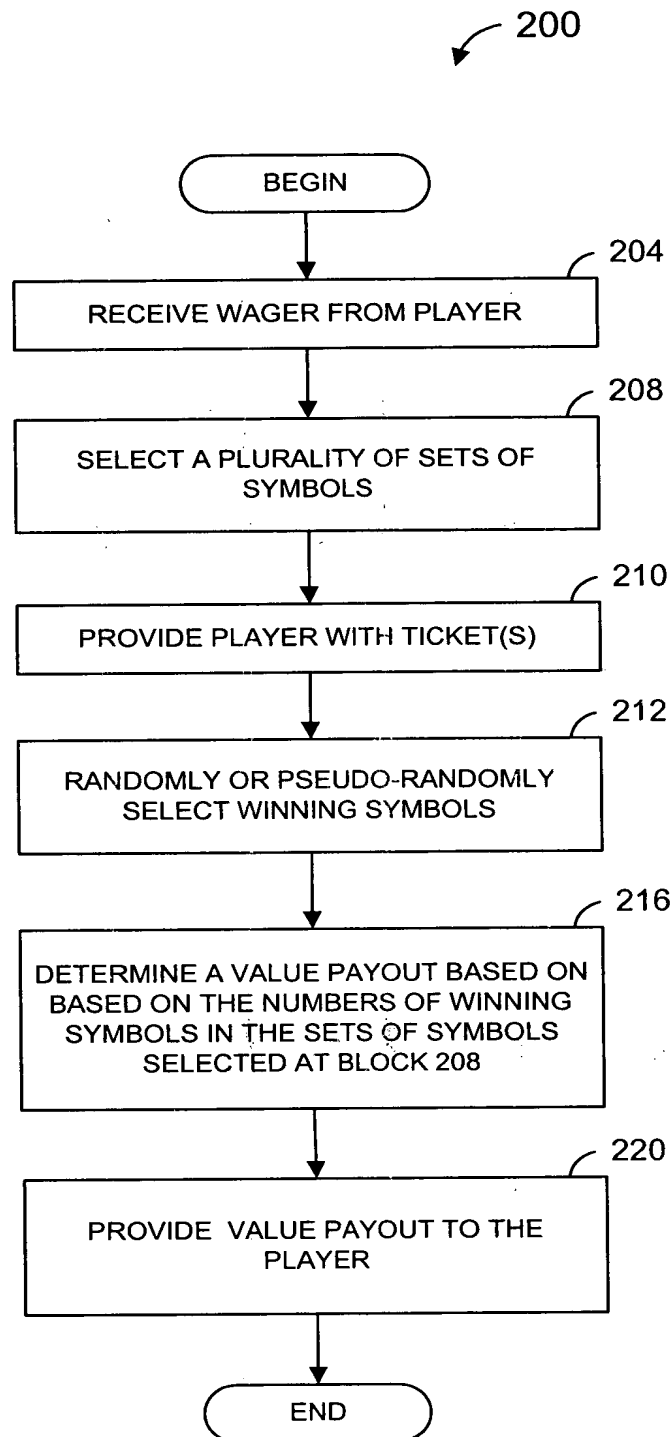 200
BEGIN
204
RECEIVE WAGER FROM PLAYER
208
SELECT A PLURALITY OF SETS OF
SYMBOLS
210
PROVIDE PLAYER WITH TICKET(S)
212
RANDOMLY OR PSEUDO-RANDOMLY
SELECT WINNING SYMBOLS
216
DETERMINE A VALUE PAYOUT BASED ON
BASED ON THE NUMBERS OF WINNING
SYMBOLS IN THE SETS OF SYMBOLS
SELECTED AT BLOCK 208
220
PROVIDE VALUE PAYOUT TO THE
PLAYER
END